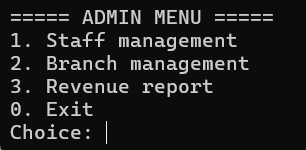 ===== ADMIN MENU =====
1. Staff management
2. Branch management
3. Revenue report
0. Exit
Choice: